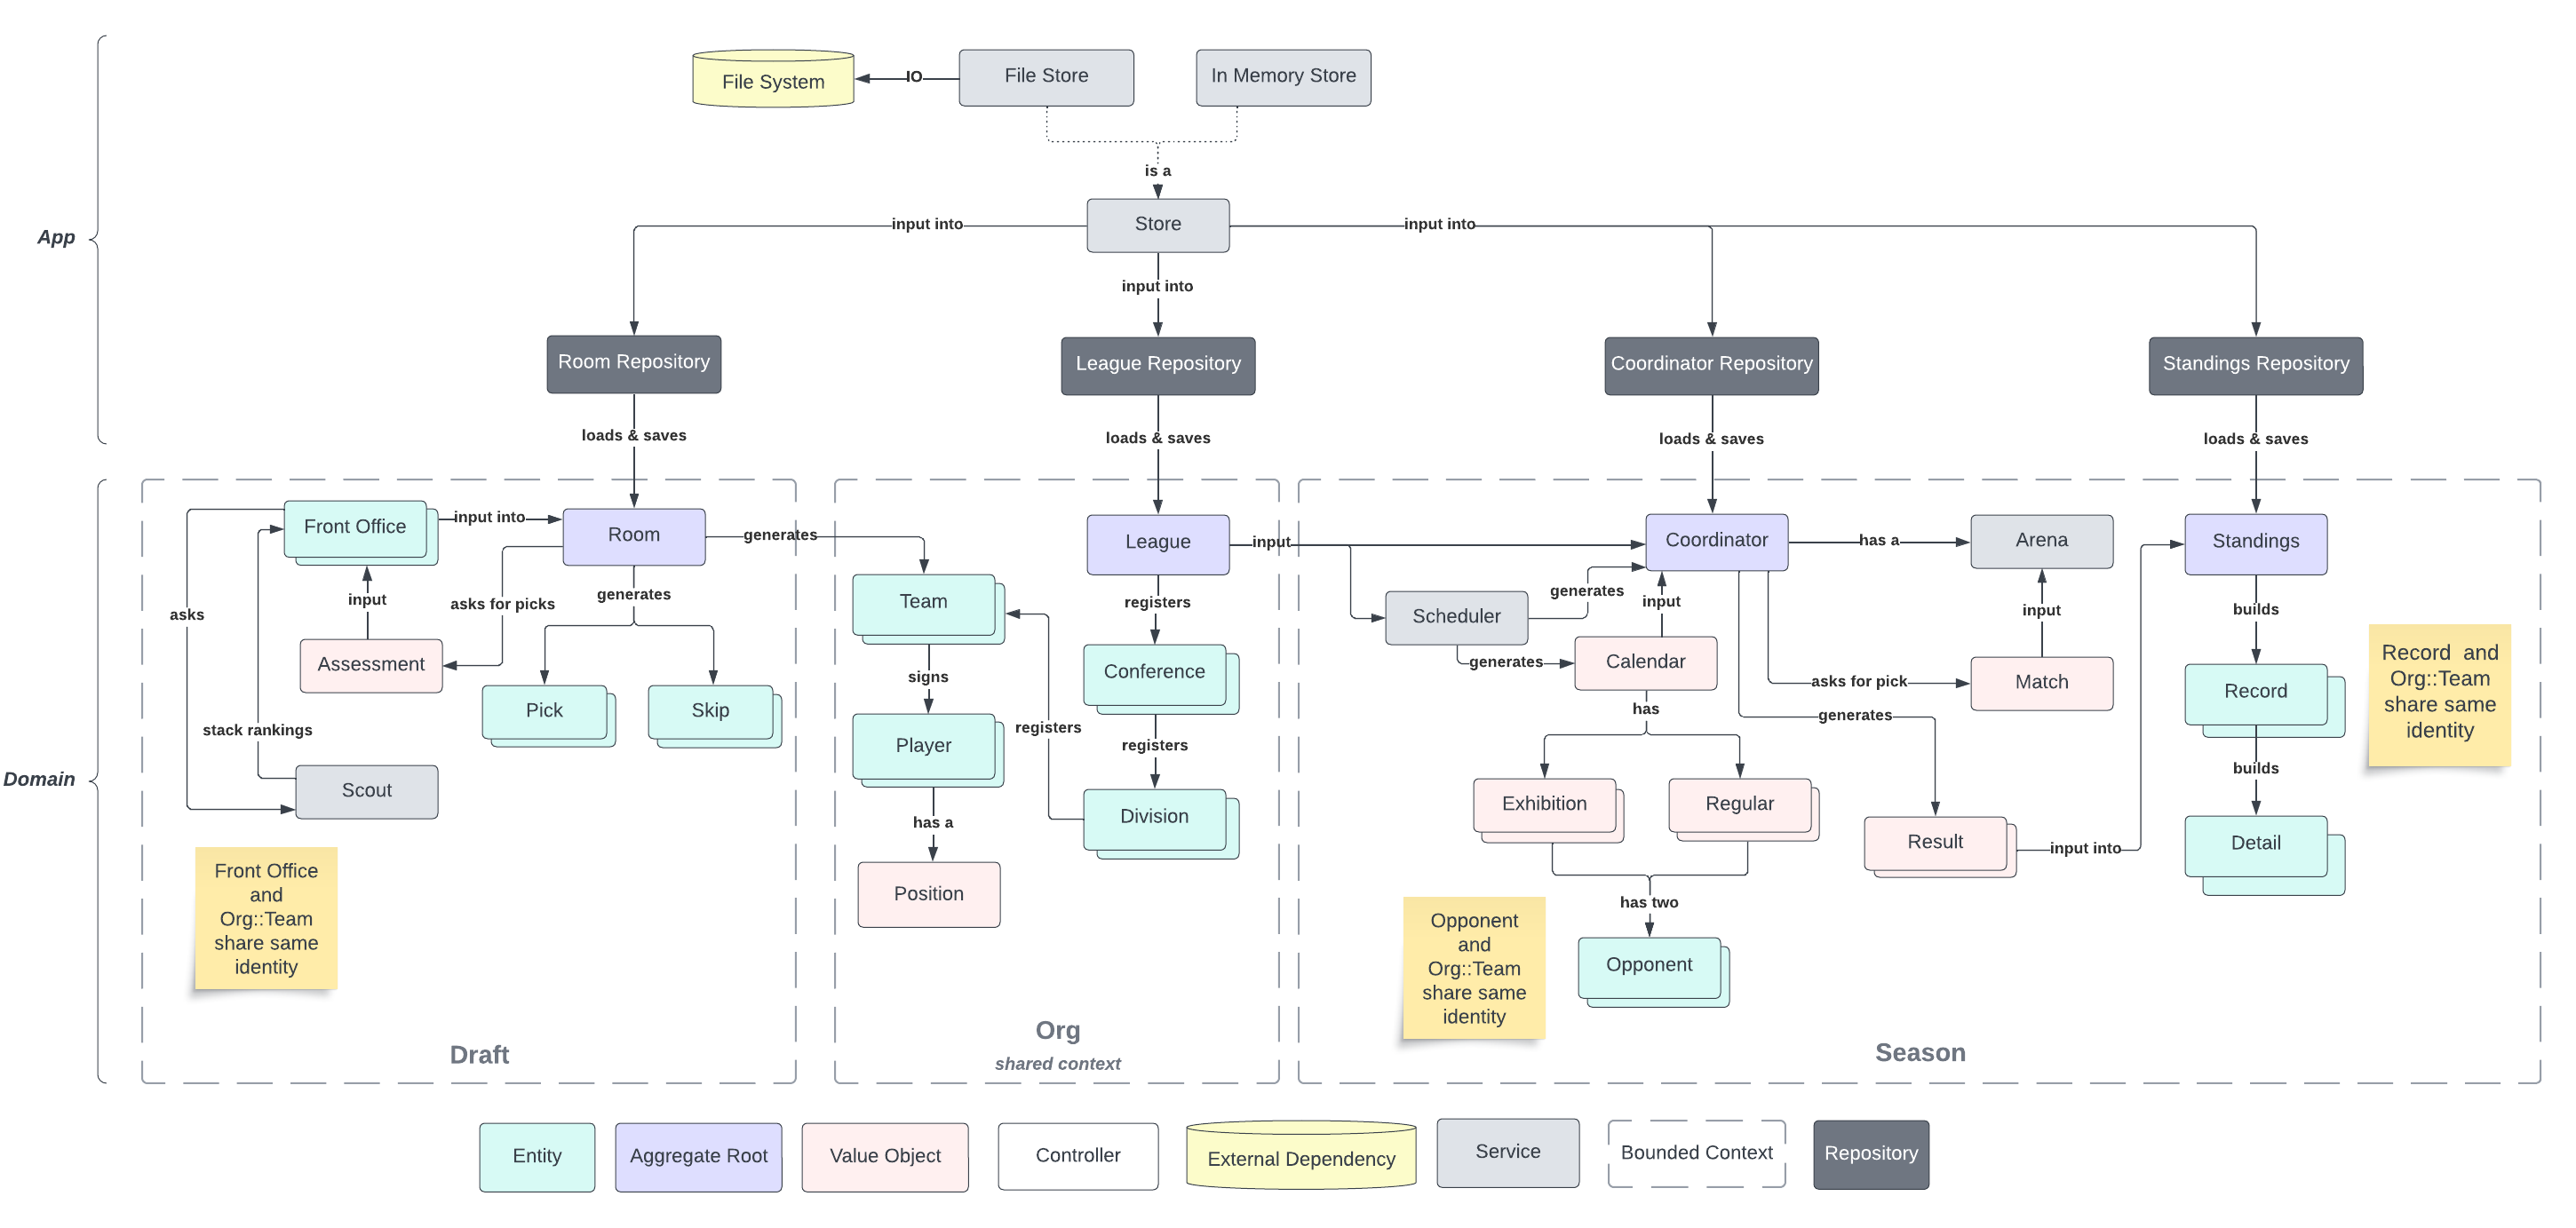 File System
IO
File Store
In Memory Store
is a
App
Store
input into
input into
input into
Room Repository
League Repository
Coordinator Repository
Standings Repository
loads & saves
loads & saves
loads & saves
loads & saves
Domain
Front Office
input into
Room
generates
asks
input
asks for picks
generates
Assessment
Pick
Skip
stack rankings
Scout
Front Office
and
Org::Team
share same
identity
Draft
League
input
Team
registers
signs
Conference
Player
registers
registers
has a
Division
Position
Org
shared context
Coordinator
has a
Arena
Standings
Scheduler
generates
input
input
builds
generates
Calendar
asks for pick
Match
Record
Record  and
Org::Team
share same
identity
has
generates
Exhibition
Regular
Result
input into
builds
Detail
has two
Opponent
Opponent
and
Org::Team
share same
identity
Season
Entity
Aggregate Root
Value Object
Controller
External Dependency
Service
Bounded Context
Repository